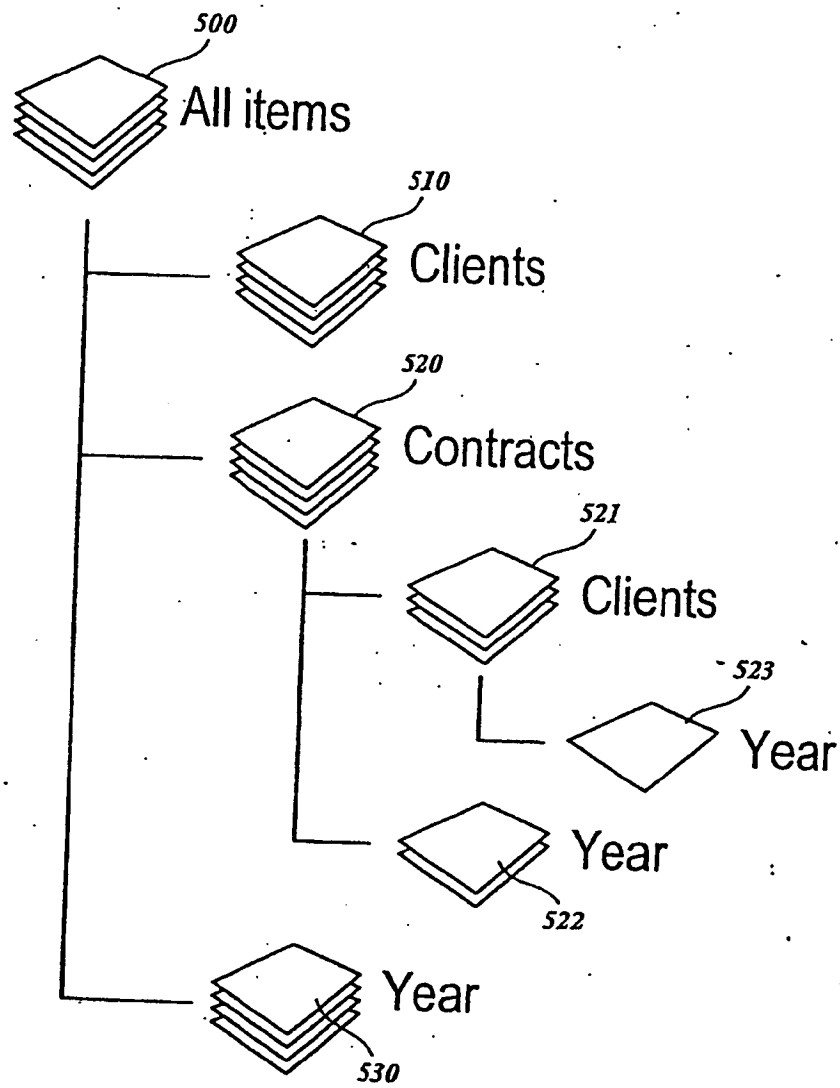 500
All items
510
Clients
520
Contracts
521
Clients
523
Year
Year
522
Year
530